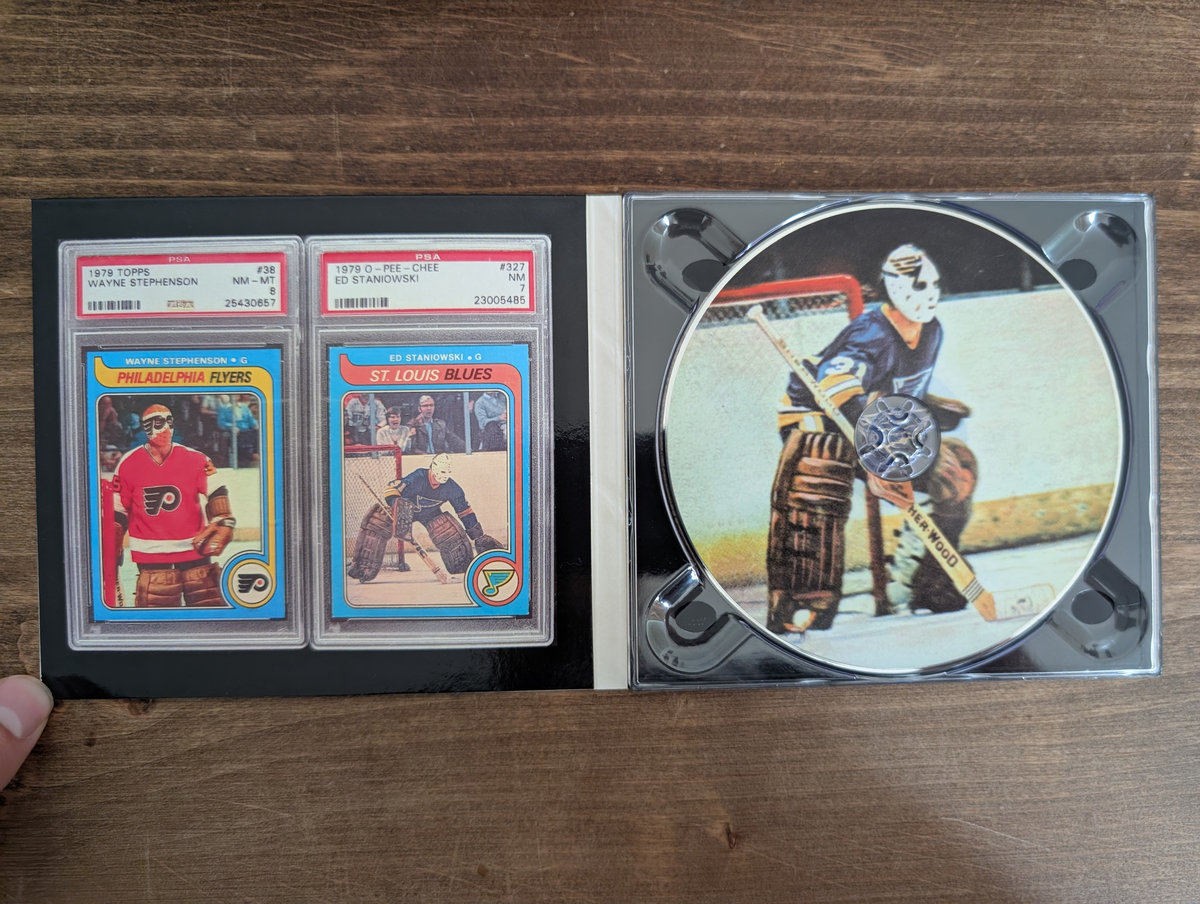 PSA
1979 TOPPS #38
WAYNE STEPHENSON NM-MT
8
PSA 25430657
WAYNE STEPHENSON • G
PHILADELPHIA FLYERS
PSA
1979 O-PEE-CHEE #327
ED STANIOWSKI NM
7
23005485
ED STANIOWSKI • G
ST. LOUIS BLUES
HER-WOOD